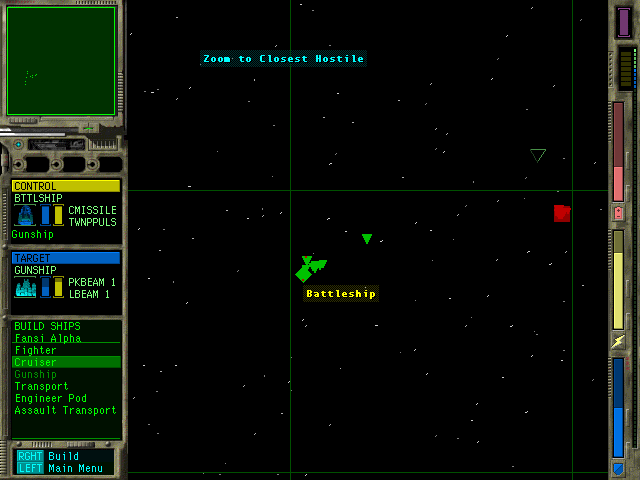 Zoom to Closest Hostile
CONTROL
BTTLSHIP
CMISSILE
TWNPPULS
Gunship
TARGET
GUNSHIP
PKBEAM 1
LBEAM 1
Battleship
BUILD SHIPS
Fansi Alpha
Fighter
Cruiser
Gunship
Transport
Engineer Pod
Assault Transport
RGHT Build
LEFT Main Menu